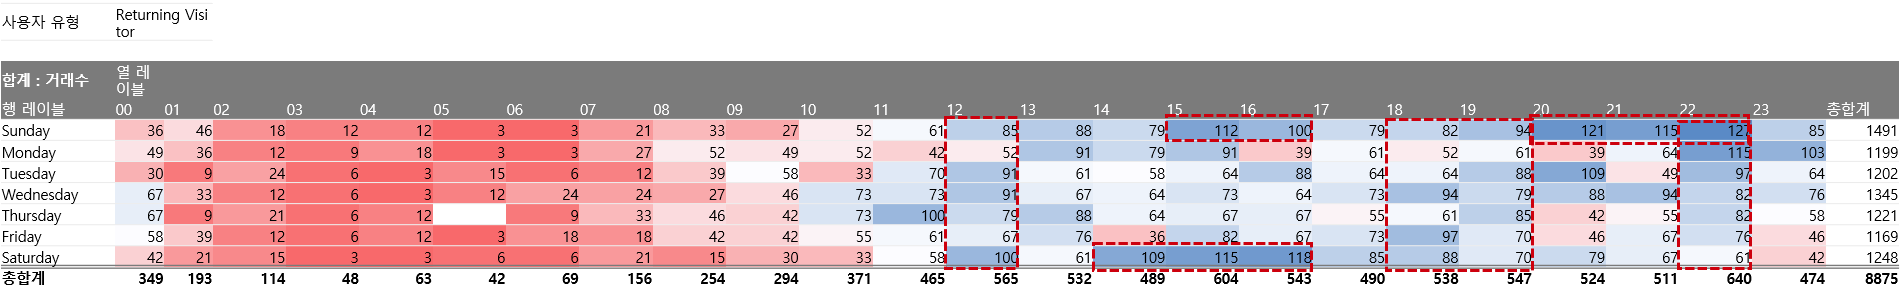 사용자 유형 Returning Visi
tor
합계 : 거래수 열 레
이블
행 레이블 00 01 02 03 04 05 06 07 08 09 10 11 12 13 14 15 16 17 18 19 20 21 22 23 총합계
Sunday 36 46 18 12 12 3 3 21 33 27 52 61 85 88 79 112 100 79 82 94 121 115 127 85 1491
Monday 49 36 12 9 18 3 3 27 52 49 52 42 52 91 79 91 39 61 52 61 39 64 115 103 1199
Tuesday 30 9 24 6 3 15 6 12 39 58 33 70 91 61 58 64 88 64 64 88 109 49 97 64 1202
Wednesday 67 33 12 6 3 12 24 24 27 46 73 73 91 67 64 73 64 73 94 79 88 94 82 76 1345
Thursday 67 9 21 6 12 9 33 46 42 73 100 79 88 64 67 67 55 61 85 42 55 82 58 1221
Friday 58 39 12 6 12 3 18 18 42 42 55 61 67 76 36 82 67 73 97 70 46 67 76 46 1169
Saturday 42 21 15 3 3 6 6 21 15 30 33 58 100 61 109 115 118 85 88 70 79 67 61 42 1248
총합계 349 193 114 48 63 42 69 156 254 294 371 465 565 532 489 604 543 490 538 547 524 511 640 474 8875